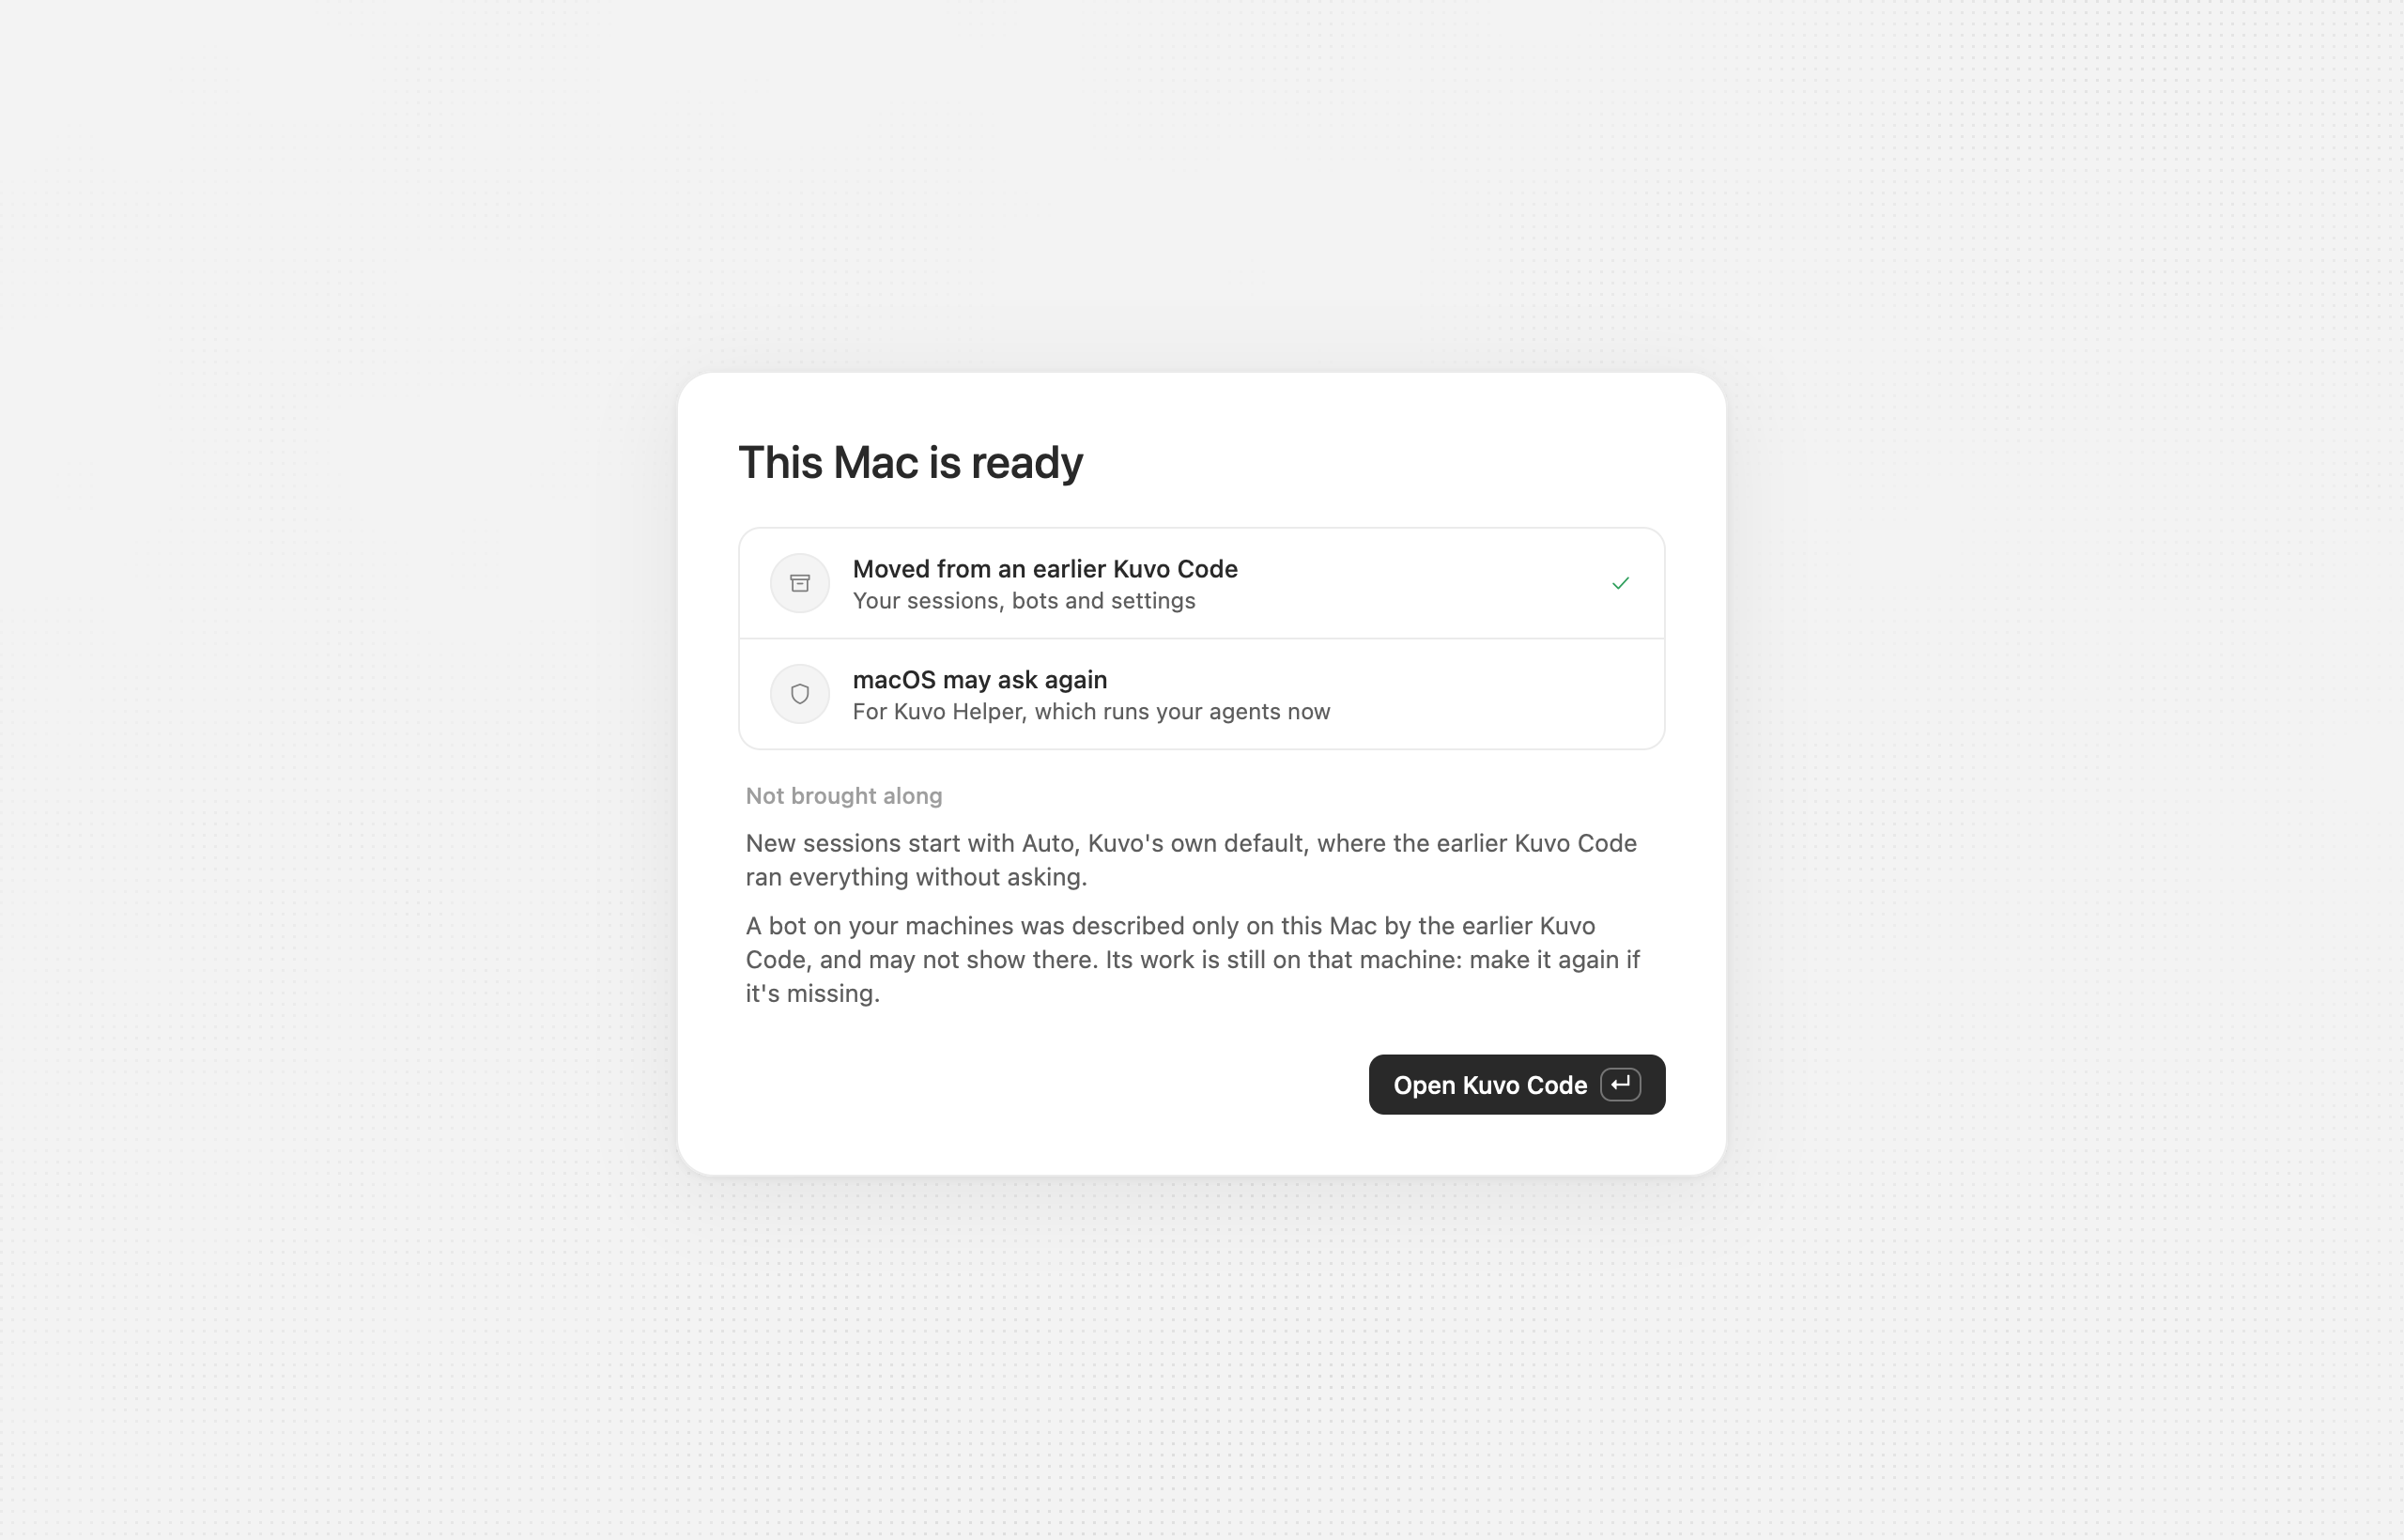 This Mac is ready
Moved from an earlier Kuvo Code
Your sessions, bots and settings
macOS may ask again
For Kuvo Helper, which runs your agents now
Not brought along
New sessions start with Auto, Kuvo's own default, where the earlier Kuvo Code
ran everything without asking.
A bot on your machines was described only on this Mac by the earlier Kuvo
Code, and may not show there. Its work is still on that machine: make it again if
it's missing.
Open Kuvo Code